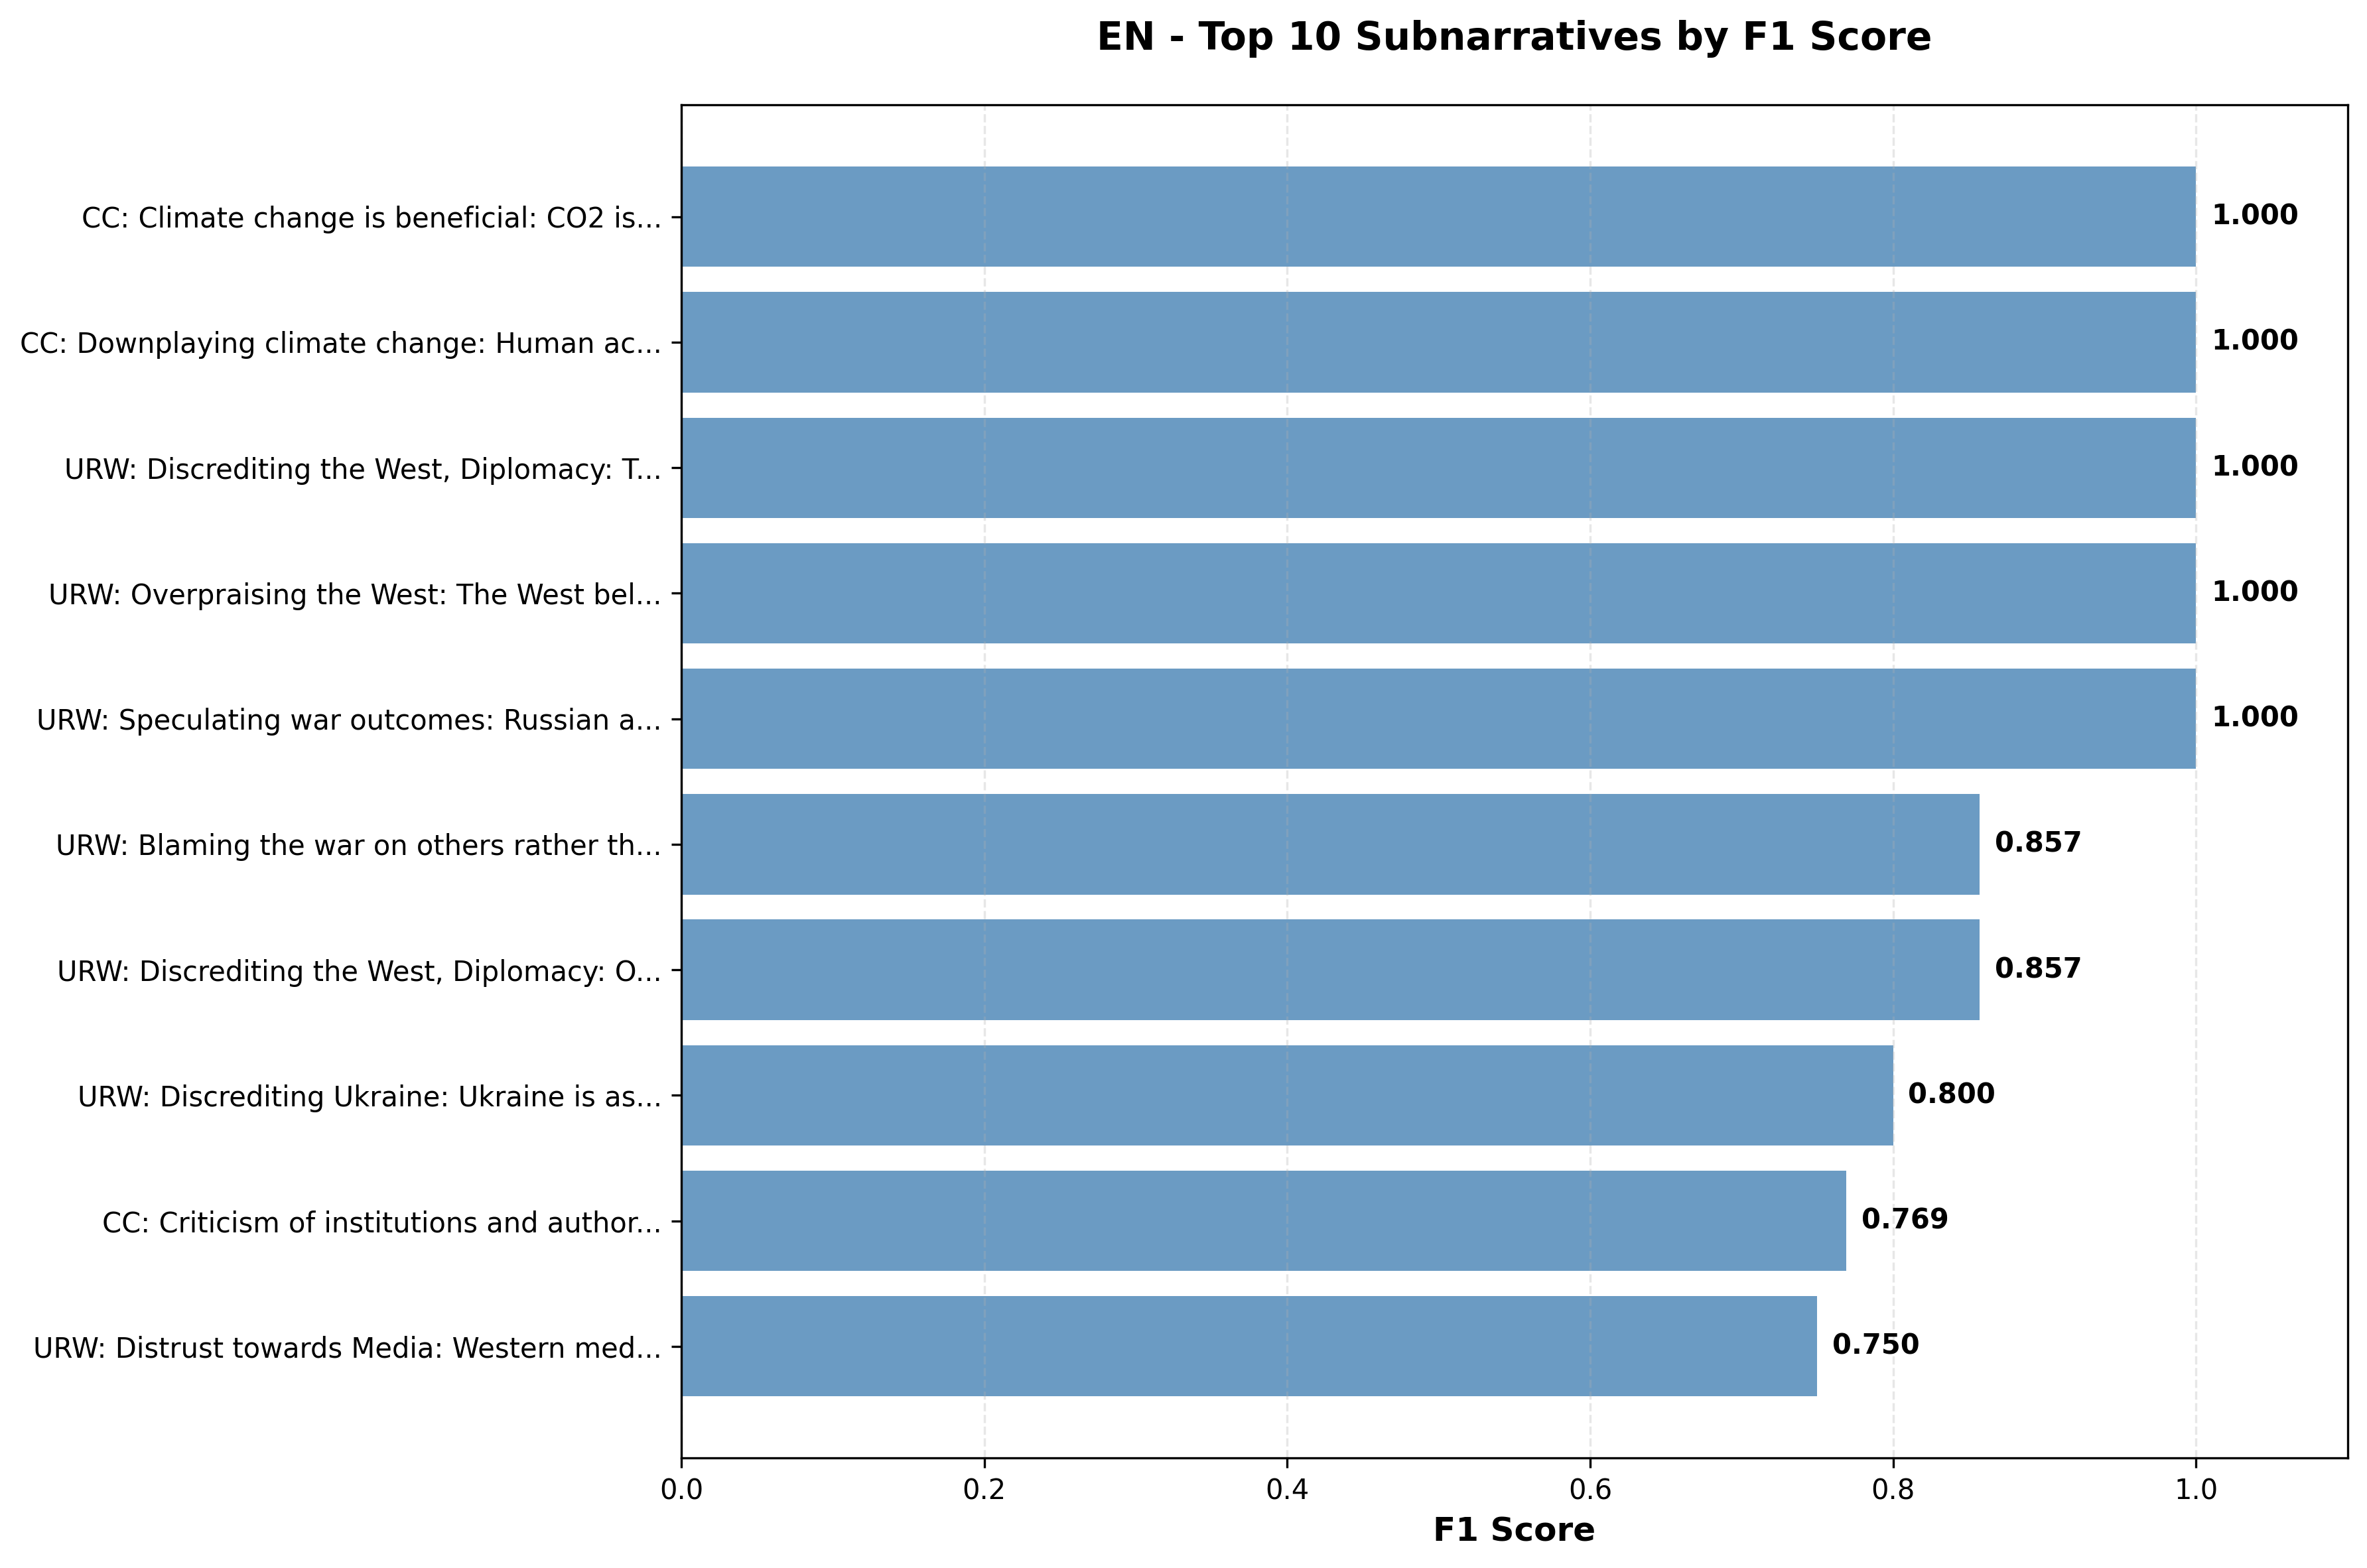 EN - Top 10 Subnarratives by F1 Score
CC: Climate change is beneficial: CO2 is... 1.000
CC: Downplaying climate change: Human ac... 1.000
URW: Discrediting the West, Diplomacy: T... 1.000
URW: Overpraising the West: The West bel... 1.000
URW: Speculating war outcomes: Russian a... 1.000
URW: Blaming the war on others rather th... 0.857
URW: Discrediting the West, Diplomacy: O... 0.857
URW: Discrediting Ukraine: Ukraine is as... 0.800
CC: Criticism of institutions and author... 0.769
URW: Distrust towards Media: Western med... 0.750
0.0 0.2 0.4 0.6 0.8 1.0
F1 Score